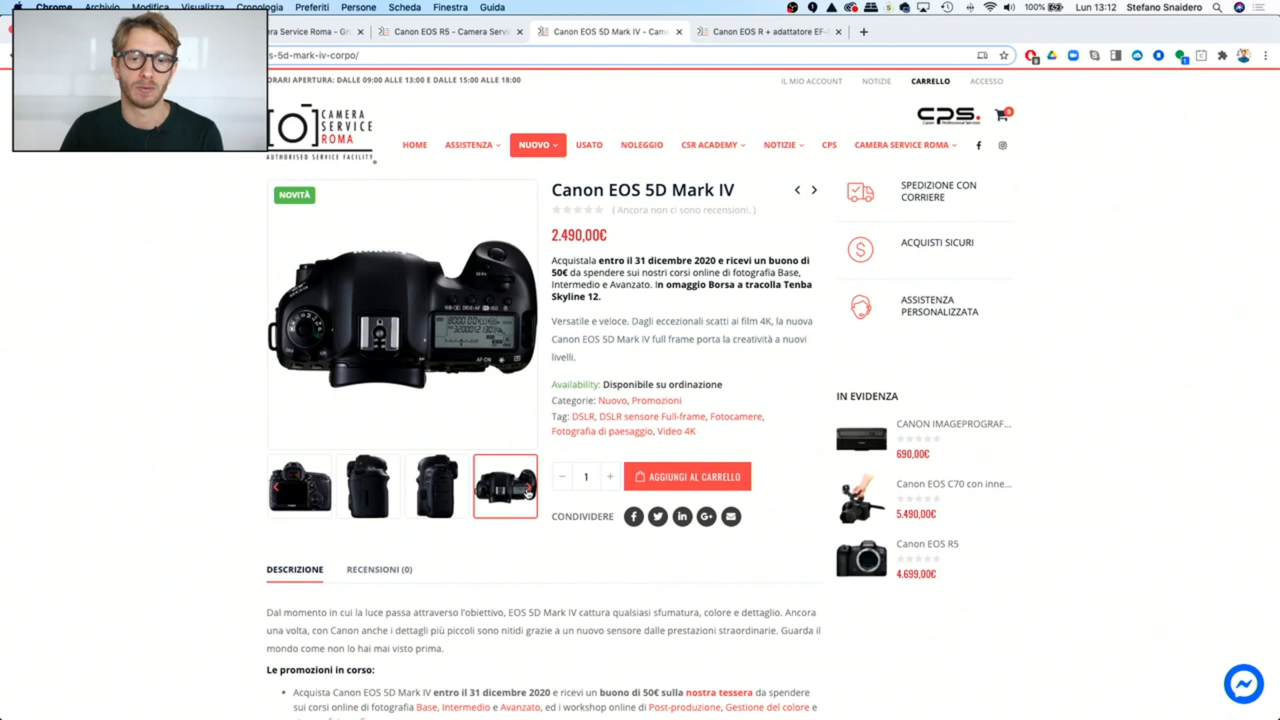 Chrome Archivio Modifica Visualizza Cronologia Preferiti Persone Scheda Finestra Guida
100% Lun 13:12 Stefano Snaidero
era Service Roma - Gr
Canon EOS R5 - Camera Servi
Canon EOS 5D Mark IV - Cam
Canon EOS R + adattatore EF-
s-5d-mark-iv-corpo/
ORARI APERTURA: DALLE 09:00 ALLE 13:00 E DALLE 15:00 ALLE 18:00
IL MIO ACCOUNT NOTIZIE CARRELLO ACCESSO
CAMERA
SERVICE
ROMA
AUTHORISED SERVICE FACILITY
CPS.
Canon Professional Services
0
HOME ASSISTENZA NUOVO USATO NOLEGGIO CSR ACADEMY NOTIZIE CPS CAMERA SERVICE ROMA
NOVITÀ
Canon EOS 5D Mark IV
( Ancora non ci sono recensioni. )
2.490,00€
Acquistala entro il 31 dicembre 2020 e ricevi un buono di
50€ da spendere sui nostri corsi online di fotografia Base,
Intermedio e Avanzato. In omaggio Borsa a tracolla Tenba
Skyline 12.
Versatile e veloce. Dagli eccezionali scatti ai film 4K, la nuova
Canon EOS 5D Mark IV full frame porta la creatività a nuovi
livelli.
Availability: Disponibile su ordinazione
Categorie: Nuovo, Promozioni
Tag: DSLR, DSLR sensore Full-frame, Fotocamere,
Fotografia di paesaggio, Video 4K
− 1 +
AGGIUNGI AL CARRELLO
CONDIVIDERE
SPEDIZIONE CON
CORRIERE
ACQUISTI SICURI
ASSISTENZA
PERSONALIZZATA
IN EVIDENZA
CANON IMAGEPROGRAF...
690,00€
Canon EOS C70 con inne...
5.490,00€
Canon EOS R5
4.699,00€
DESCRIZIONE RECENSIONI (0)
Dal momento in cui la luce passa attraverso l'obiettivo, EOS 5D Mark IV cattura qualsiasi sfumatura, colore e dettaglio. Ancora
una volta, con Canon anche i dettagli più piccoli sono nitidi grazie a un nuovo sensore dalle prestazioni straordinarie. Guarda il
mondo come non lo hai mai visto prima.
Le promozioni in corso:
• Acquista Canon EOS 5D Mark IV entro il 31 dicembre 2020 e ricevi un buono di 50€ sulla nostra tessera da spendere
sui corsi online di fotografia Base, Intermedio e Avanzato, ed i workshop online di Post-produzione, Gestione del colore e